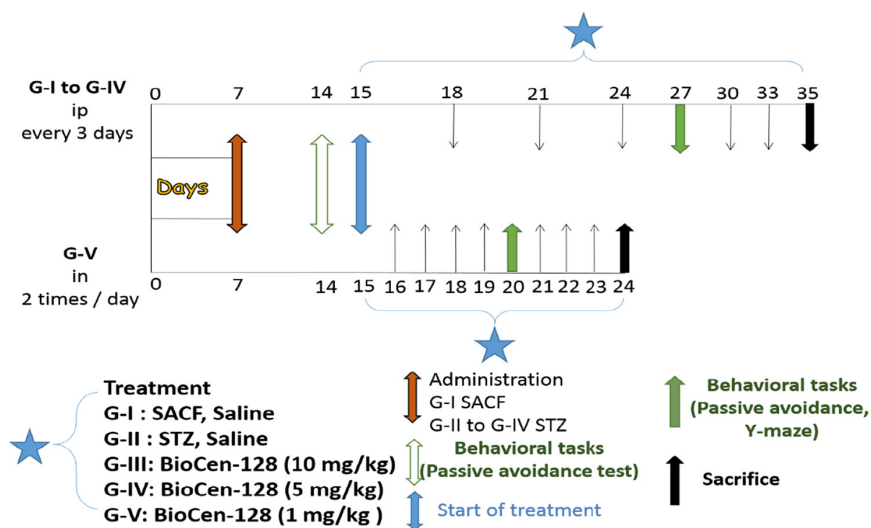 G-I to G-IV
ip
every 3 days
0 7 14 15 18 21 24 27 30 33 35
Days
G-V
in
2 times / day
0 7 14 15 16 17 18 19 20 21 22 23 24
Treatment
G-I : SACF, Saline
G-II : STZ, Saline
G-III: BioCen-128 (10 mg/kg)
G-IV: BioCen-128 (5 mg/kg)
G-V: BioCen-128 (1 mg/kg )
Administration
G-I SACF
G-II to G-IV STZ
Behavioral tasks
(Passive avoidance test)
Start of treatment
Behavioral tasks
(Passive avoidance,
Y-maze)
Sacrifice